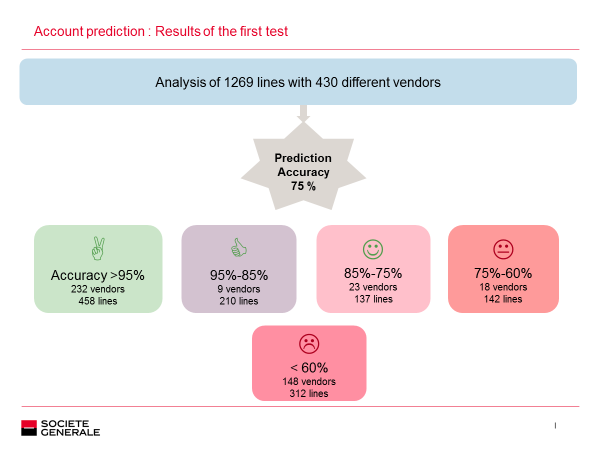 Account prediction : Results of the first test
Analysis of 1269 lines with 430 different vendors
Prediction
Accuracy
75 %
Accuracy >95%
232 vendors
458 lines
95%-85%
9 vendors
210 lines
85%-75%
23 vendors
137 lines
75%-60%
18 vendors
142 lines
< 60%
148 vendors
312 lines
SOCIETE
GENERALE
I